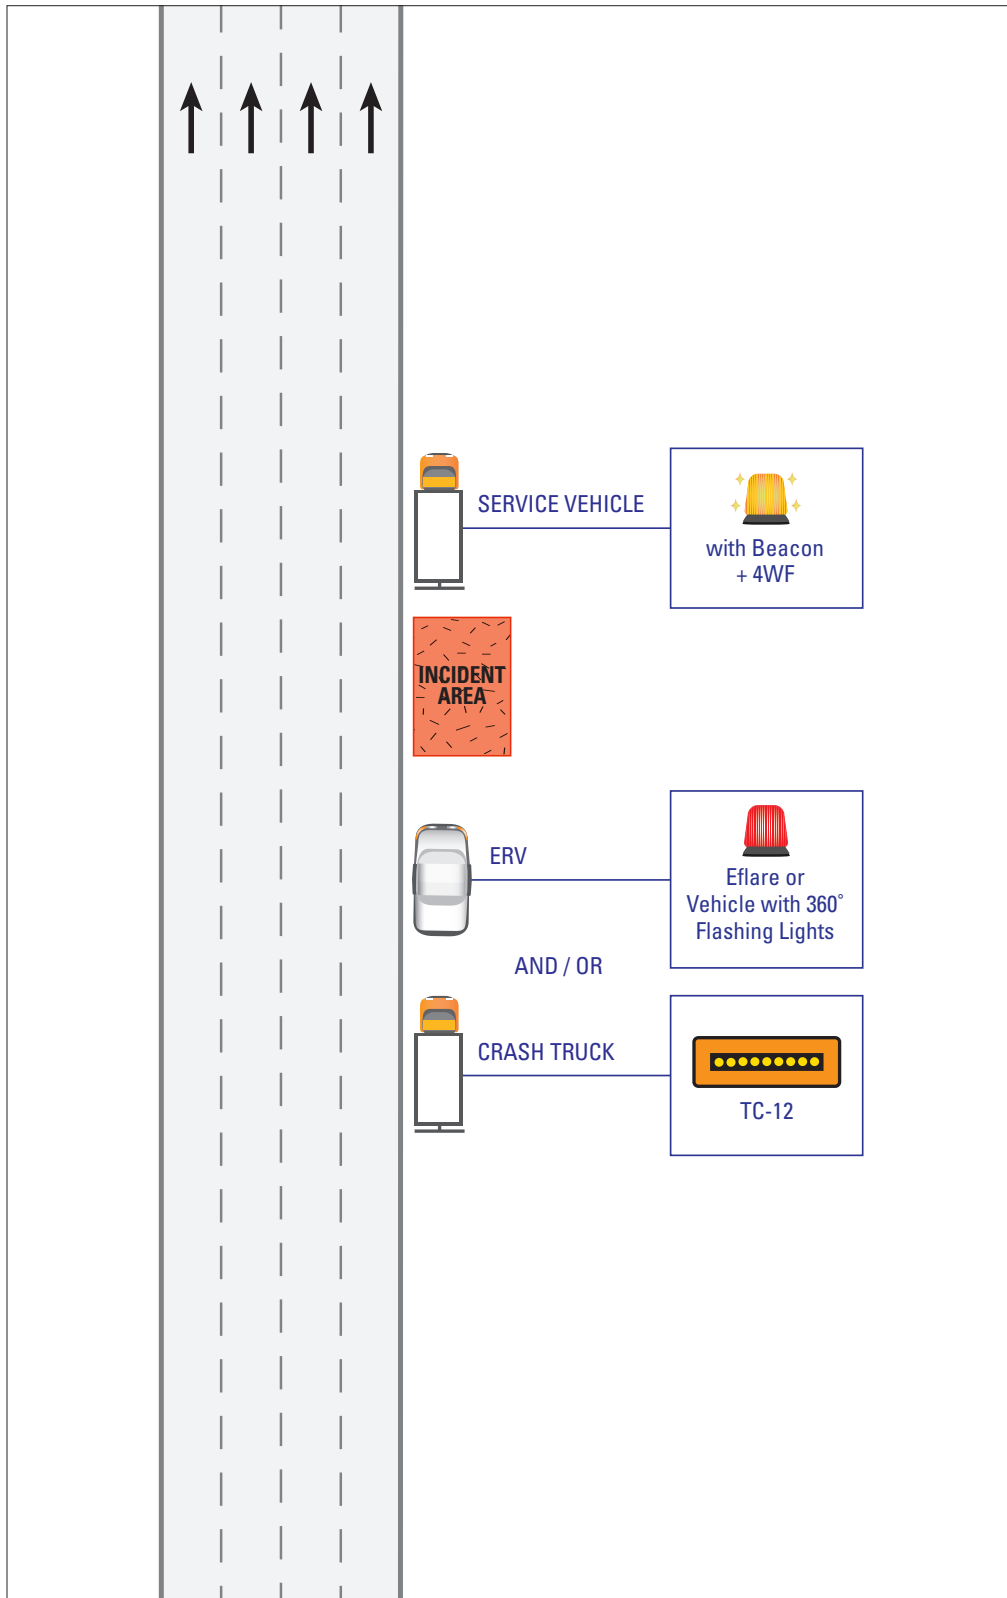 SERVICE VEHICLE
with Beacon
+ 4WF
INCIDENT
AREA
ERV
Eflare or
Vehicle with 360˚
Flashing Lights
AND / OR
CRASH TRUCK
TC-12